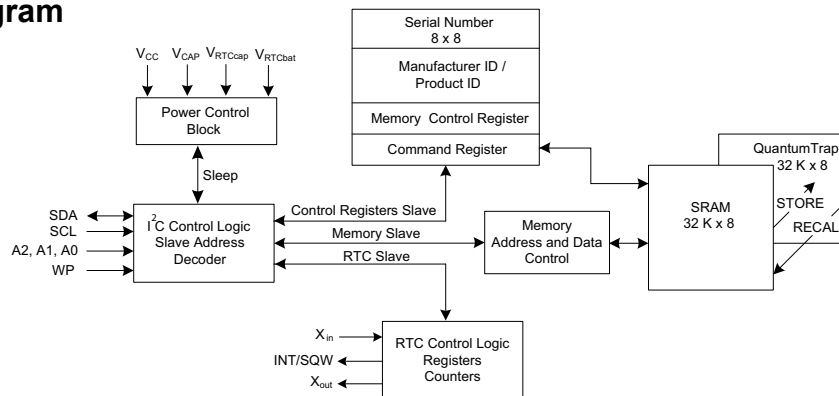 gram
Serial Number
8 x 8
Manufacturer ID /
Product ID
Memory Control Register
Command Register
VCC VCAP VRTCcap VRTCbat
Power Control
Block
Sleep
QuantumTrap
32 K x 8
SRAM
32 K x 8
STORE
RECAL
SDA
SCL
A2, A1, A0
WP
I2C Control Logic
Slave Address
Decoder
Control Registers Slave
Memory Slave
RTC Slave
Memory
Address and Data
Control
Xin
INT/SQW
Xout
RTC Control Logic
Registers
Counters